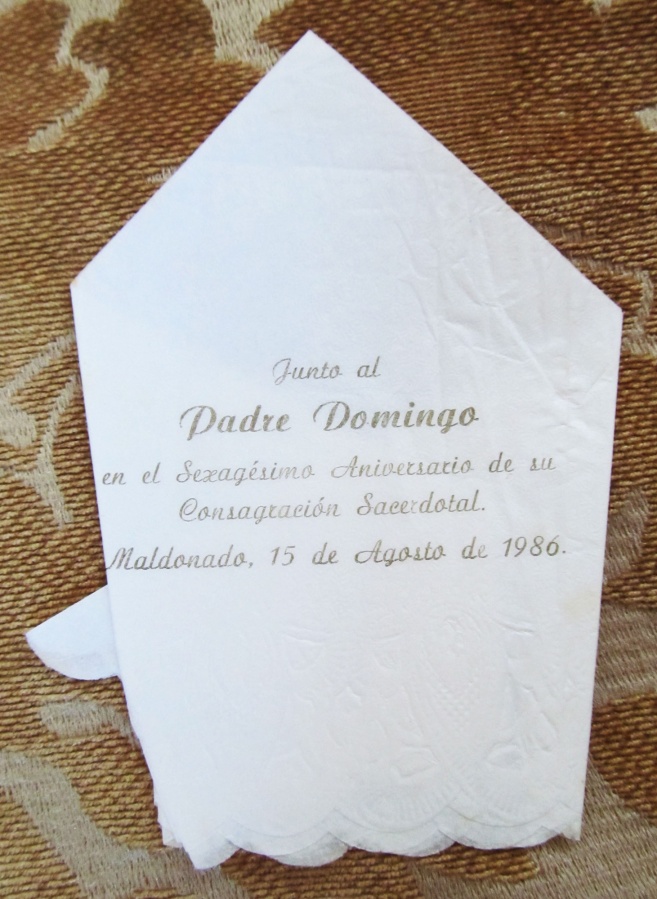 Junto al
Padre Domingo
en el Sexagésimo Aniversario de su
Consagración Sacerdotal.
Maldonado, 15 de Agosto de 1986.